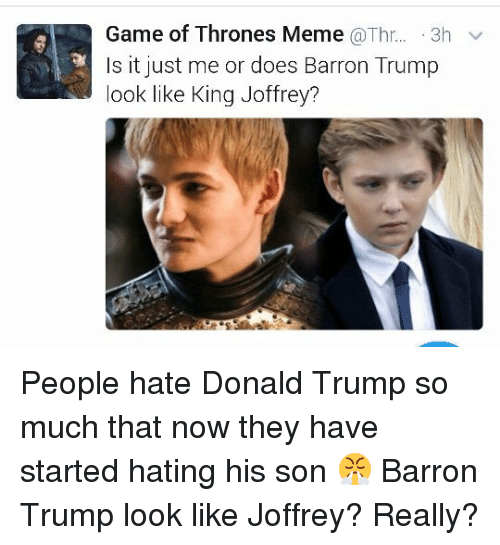 Game of Thrones Meme @Thr... · 3h
Is it just me or does Barron Trump
look like King Joffrey?
People hate Donald Trump so
much that now they have
started hating his son 😤 Barron
Trump look like Joffrey? Really?